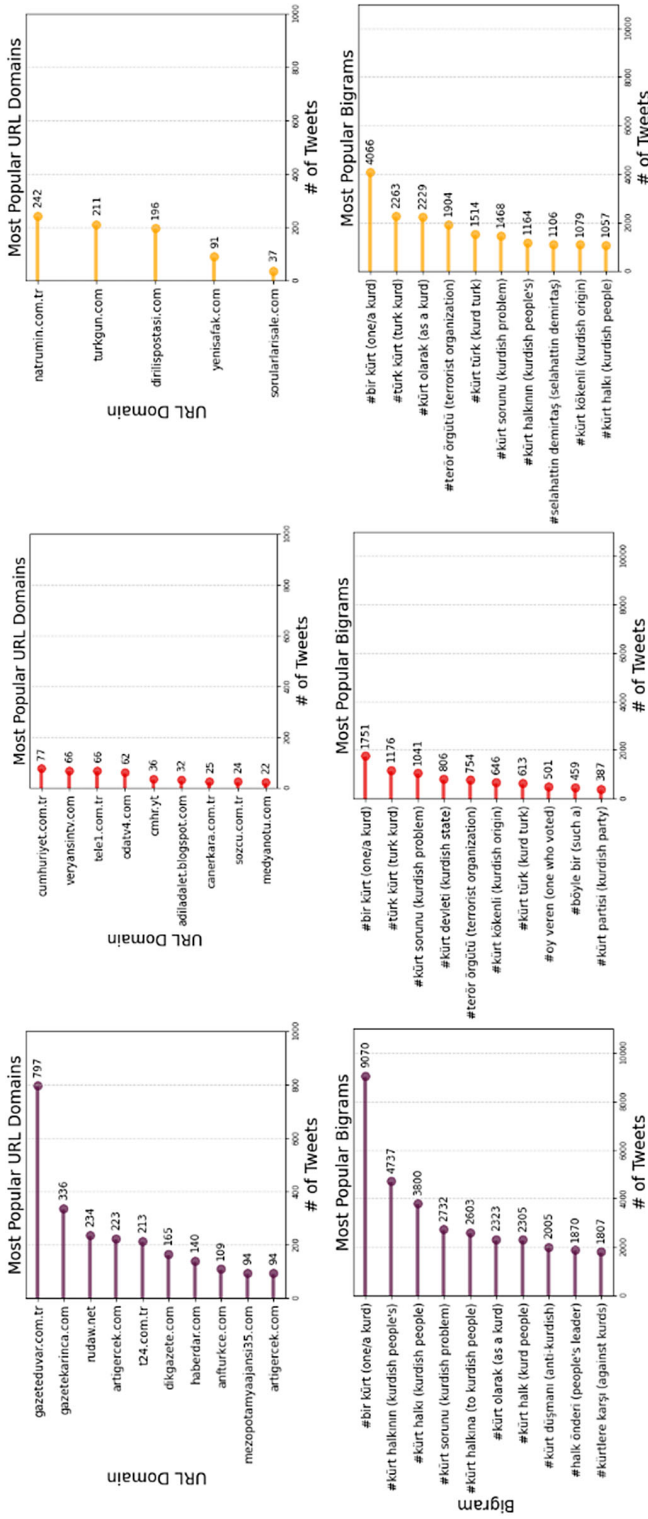 Most Popular URL Domains
URL Domain
gazeteduvar.com.tr 797
gazetekarinca.com 336
rudaw.net 234
artigercek.com 223
t24.com.tr 213
dikgazete.com 165
haberdar.com 140
anfturkce.com 109
mezopotamyaajansi35.com 94
artigercek.com 94
0 200 400 600 800 1000
# of Tweets
Most Popular URL Domains
URL Domain
cumhuriyet.com.tr 77
veryansintv.com 66
tele1.com.tr 66
odatv4.com 62
cmhr.yt 36
adiladalet.blogspot.com 32
canerkara.com.tr 25
sozcu.com.tr 24
medyanotu.com 22
0 200 400 600 800 1000
# of Tweets
Most Popular URL Domains
URL Domain
natrumin.com.tr 242
turkgun.com 211
dirilispostasi.com 196
yenisafak.com 91
sorularlarisale.com 37
0 200 400 600 800 1000
# of Tweets
Most Popular Bigrams
Bigram
#bir kürt (one/a kurd) 9070
#kürt halkının (kurdish people's) 4737
#kürt halkı (kurdish people) 3800
#kürt sorunu (kurdish problem) 2732
#kürt halkına (to kurdish people) 2603
#kürt olarak (as a kurd) 2323
#kürt halk (kurd people) 2305
#kürt düşmanı (anti-kurdish) 2005
#halk önderi (people's leader) 1870
#kürtlere karşı (against kurds) 1807
0 2000 4000 6000 8000 10000
# of Tweets
Most Popular Bigrams
#bir kürt (one/a kurd) 1751
#türk kürt (turk kurd) 1176
#kürt sorunu (kurdish problem) 1041
#kürt devleti (kurdish state) 806
#terör örgütü (terrorist organization) 754
#kürt kökenli (kurdish origin) 646
#kürt türk (kurd turk) 613
#oy veren (one who voted) 501
#böyle bir (such a) 459
#kürt partisi (kurdish party) 387
0 2000 4000 6000 8000 10000
# of Tweets
Most Popular Bigrams
#bir kürt (one/a kurd) 4066
#türk kürt (turk kurd) 2263
#kürt olarak (as a kurd) 2229
#terör örgütü (terrorist organization) 1904
#kürt türk (kurd turk) 1514
#kürt sorunu (kurdish problem) 1468
#kürt halkının (kurdish people's) 1164
#selahattin demirtaş (selahattin demirtaş) 1106
#kürt kökenli (kurdish origin) 1079
#kürt halkı (kurdish people) 1057
0 2000 4000 6000 8000 10000
# of Tweets